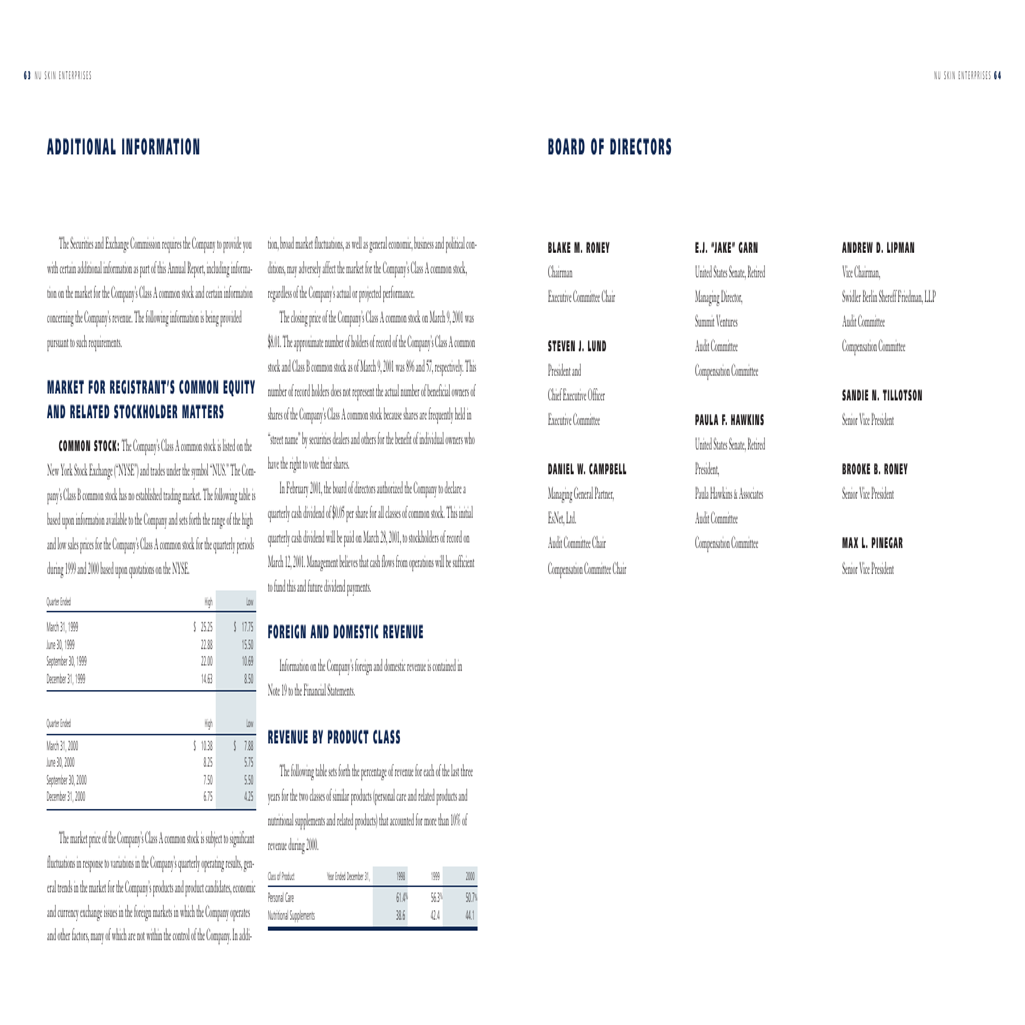 63 NU SKIN ENTERPRISES
NU SKIN ENTERPRISES 64
ADDITIONAL INFORMATION
The Securities and Exchange Commission requires the Company to provide you
with certain additional information as part of this Annual Report, including informa-
tion on the market for the Company's Class A common stock and certain information
concerning the Company's revenue. The following information is being provided
pursuant to such requirements.
MARKET FOR REGISTRANT'S COMMON EQUITY
AND RELATED STOCKHOLDER MATTERS
COMMON STOCK: The Company's Class A common stock is listed on the
New York Stock Exchange ("NYSE") and trades under the symbol "NUS." The Com-
pany's Class B common stock has no established trading market. The following table is
based upon information available to the Company and sets forth the range of the high
and low sales prices for the Company's Class A common stock for the quarterly periods
during 1999 and 2000 based upon quotations on the NYSE.
Quarter Ended High Low
March 31, 1999 $ 25.25 $ 17.75
June 30, 1999 22.88 15.50
September 30, 1999 22.00 10.69
December 31, 1999 14.63 8.50
Quarter Ended High Low
March 31, 2000 $ 10.38 $ 7.88
June 30, 2000 8.25 5.75
September 30, 2000 7.50 5.50
December 31, 2000 6.75 4.25
The market price of the Company's Class A common stock is subject to significant
fluctuations in response to variations in the Company's quarterly operating results, gen-
eral trends in the market for the Company's products and product candidates, economic
and currency exchange issues in the foreign markets in which the Company operates
and other factors, many of which are not within the control of the Company. In addi-
tion, broad market fluctuations, as well as general economic, business and political con-
ditions, may adversely affect the market for the Company's Class A common stock,
regardless of the Company's actual or projected performance.
The closing price of the Company's Class A common stock on March 9, 2001 was
$8.01. The approximate number of holders of record of the Company's Class A common
stock and Class B common stock as of March 9, 2001 was 896 and 57, respectively. This
number of record holders does not represent the actual number of beneficial owners of
shares of the Company's Class A common stock because shares are frequently held in
"street name" by securities dealers and others for the benefit of individual owners who
have the right to vote their shares.
In February 2001, the board of directors authorized the Company to declare a
quarterly cash dividend of $0.05 per share for all classes of common stock. This initial
quarterly cash dividend will be paid on March 28, 2001, to stockholders of record on
March 12, 2001. Management believes that cash flows from operations will be sufficient
to fund this and future dividend payments.
FOREIGN AND DOMESTIC REVENUE
Information on the Company's foreign and domestic revenue is contained in
Note 19 to the Financial Statements.
REVENUE BY PRODUCT CLASS
The following table sets forth the percentage of revenue for each of the last three
years for the two classes of similar products (personal care and related products and
nutritional supplements and related products) that accounted for more than 10% of
revenue during 2000.
Class of Product Year Ended December 31, 1998 1999 2000
Personal Care 61.4% 56.3% 50.7%
Nutritional Supplements 38.6 42.4 44.1
BOARD OF DIRECTORS
BLAKE M. RONEY
Chairman
Executive Committee Chair
STEVEN J. LUND
President and
Chief Executive Officer
Executive Committee
DANIEL W. CAMPBELL
Managing General Partner,
EsNet, Ltd.
Audit Committee Chair
Compensation Committee Chair
E.J. "JAKE" GARN
United States Senate, Retired
Managing Director,
Summit Ventures
Audit Committee
Compensation Committee
PAULA F. HAWKINS
United States Senate, Retired
President,
Paula Hawkins & Associates
Audit Committee
Compensation Committee
ANDREW D. LIPMAN
Vice Chairman,
Swidler Berlin Shereff Friedman, LLP
Audit Committee
Compensation Committee
SANDIE N. TILLOTSON
Senior Vice President
BROOKE B. RONEY
Senior Vice President
MAX L. PINEGAR
Senior Vice President